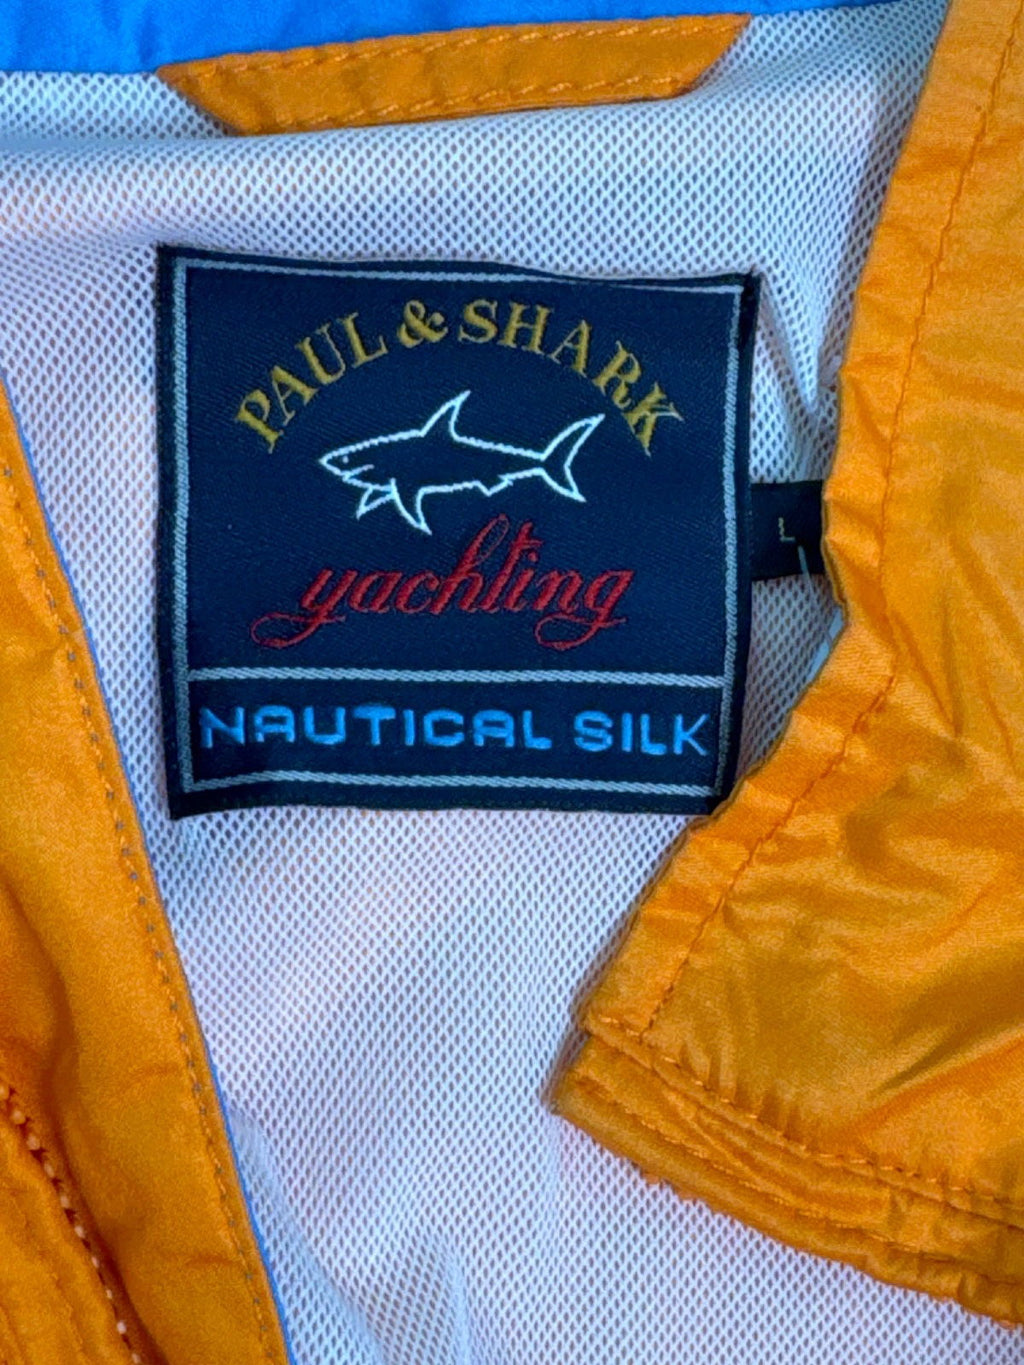 PAUL & SHARK
yachting
NAUTICAL SILK
L